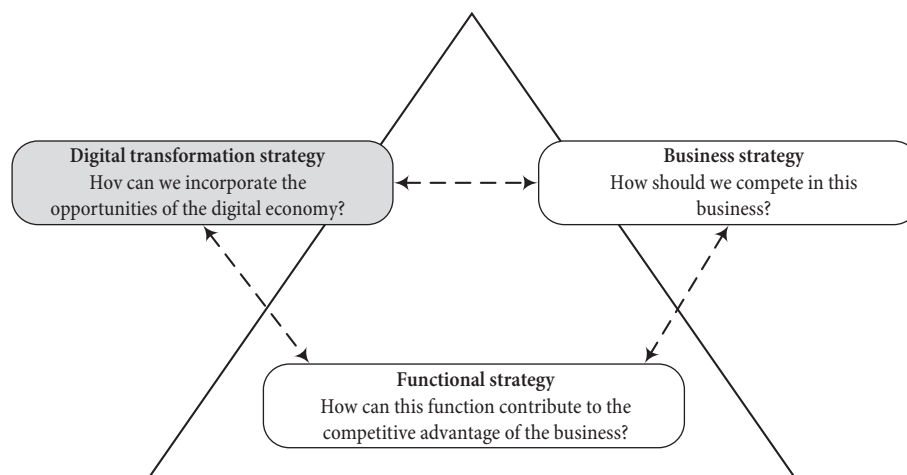 Digital transformation strategy
Hov can we incorporate the
opportunities of the digital economy?
Business strategy
How should we compete in this
business?
Functional strategy
How can this function contribute to the
competitive advantage of the business?